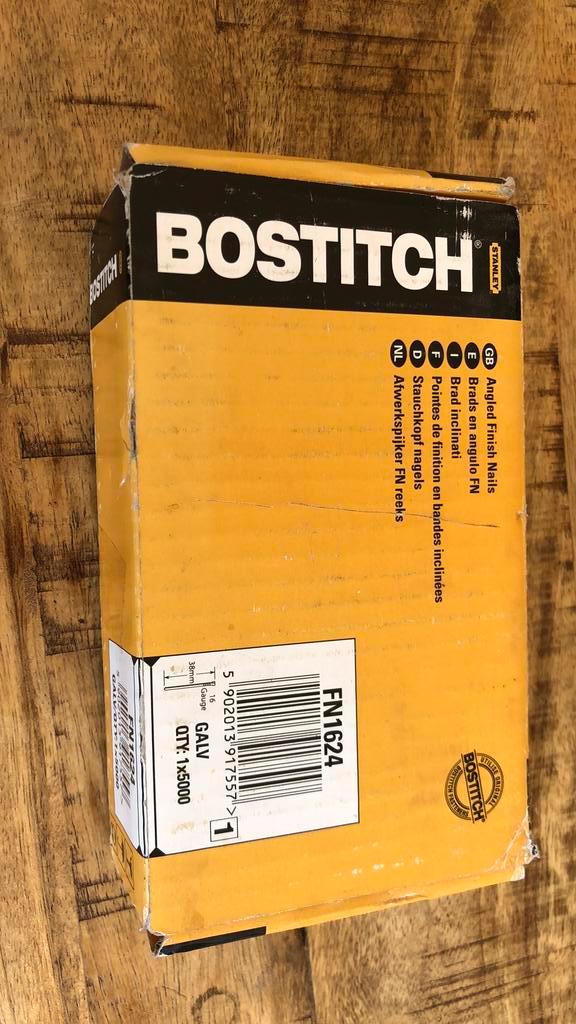 BOSTITCH®
STANLEY
GB Angled Finish Nails
E Brads en angulo FN
I Brad inclinati
F Pointes de finition en bandes inclinées
D Stauchkopf nagels
NL Afwerkspijker FN reeks
FN1624
5 902013 917557 >
1
16
Gauge
38mm
GALV
QTY: 1x5000
BOSTITCH
BOSTITCH
FN1624